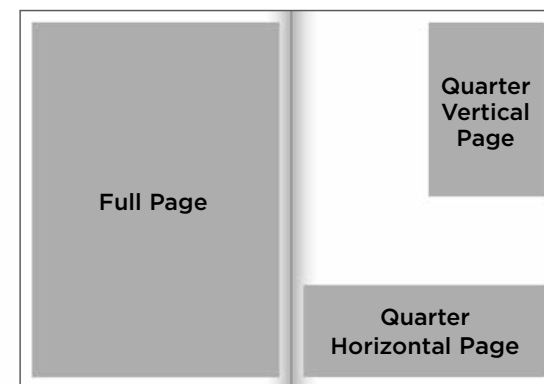 Full Page
Quarter
Vertical
Page
Quarter
Horizontal Page